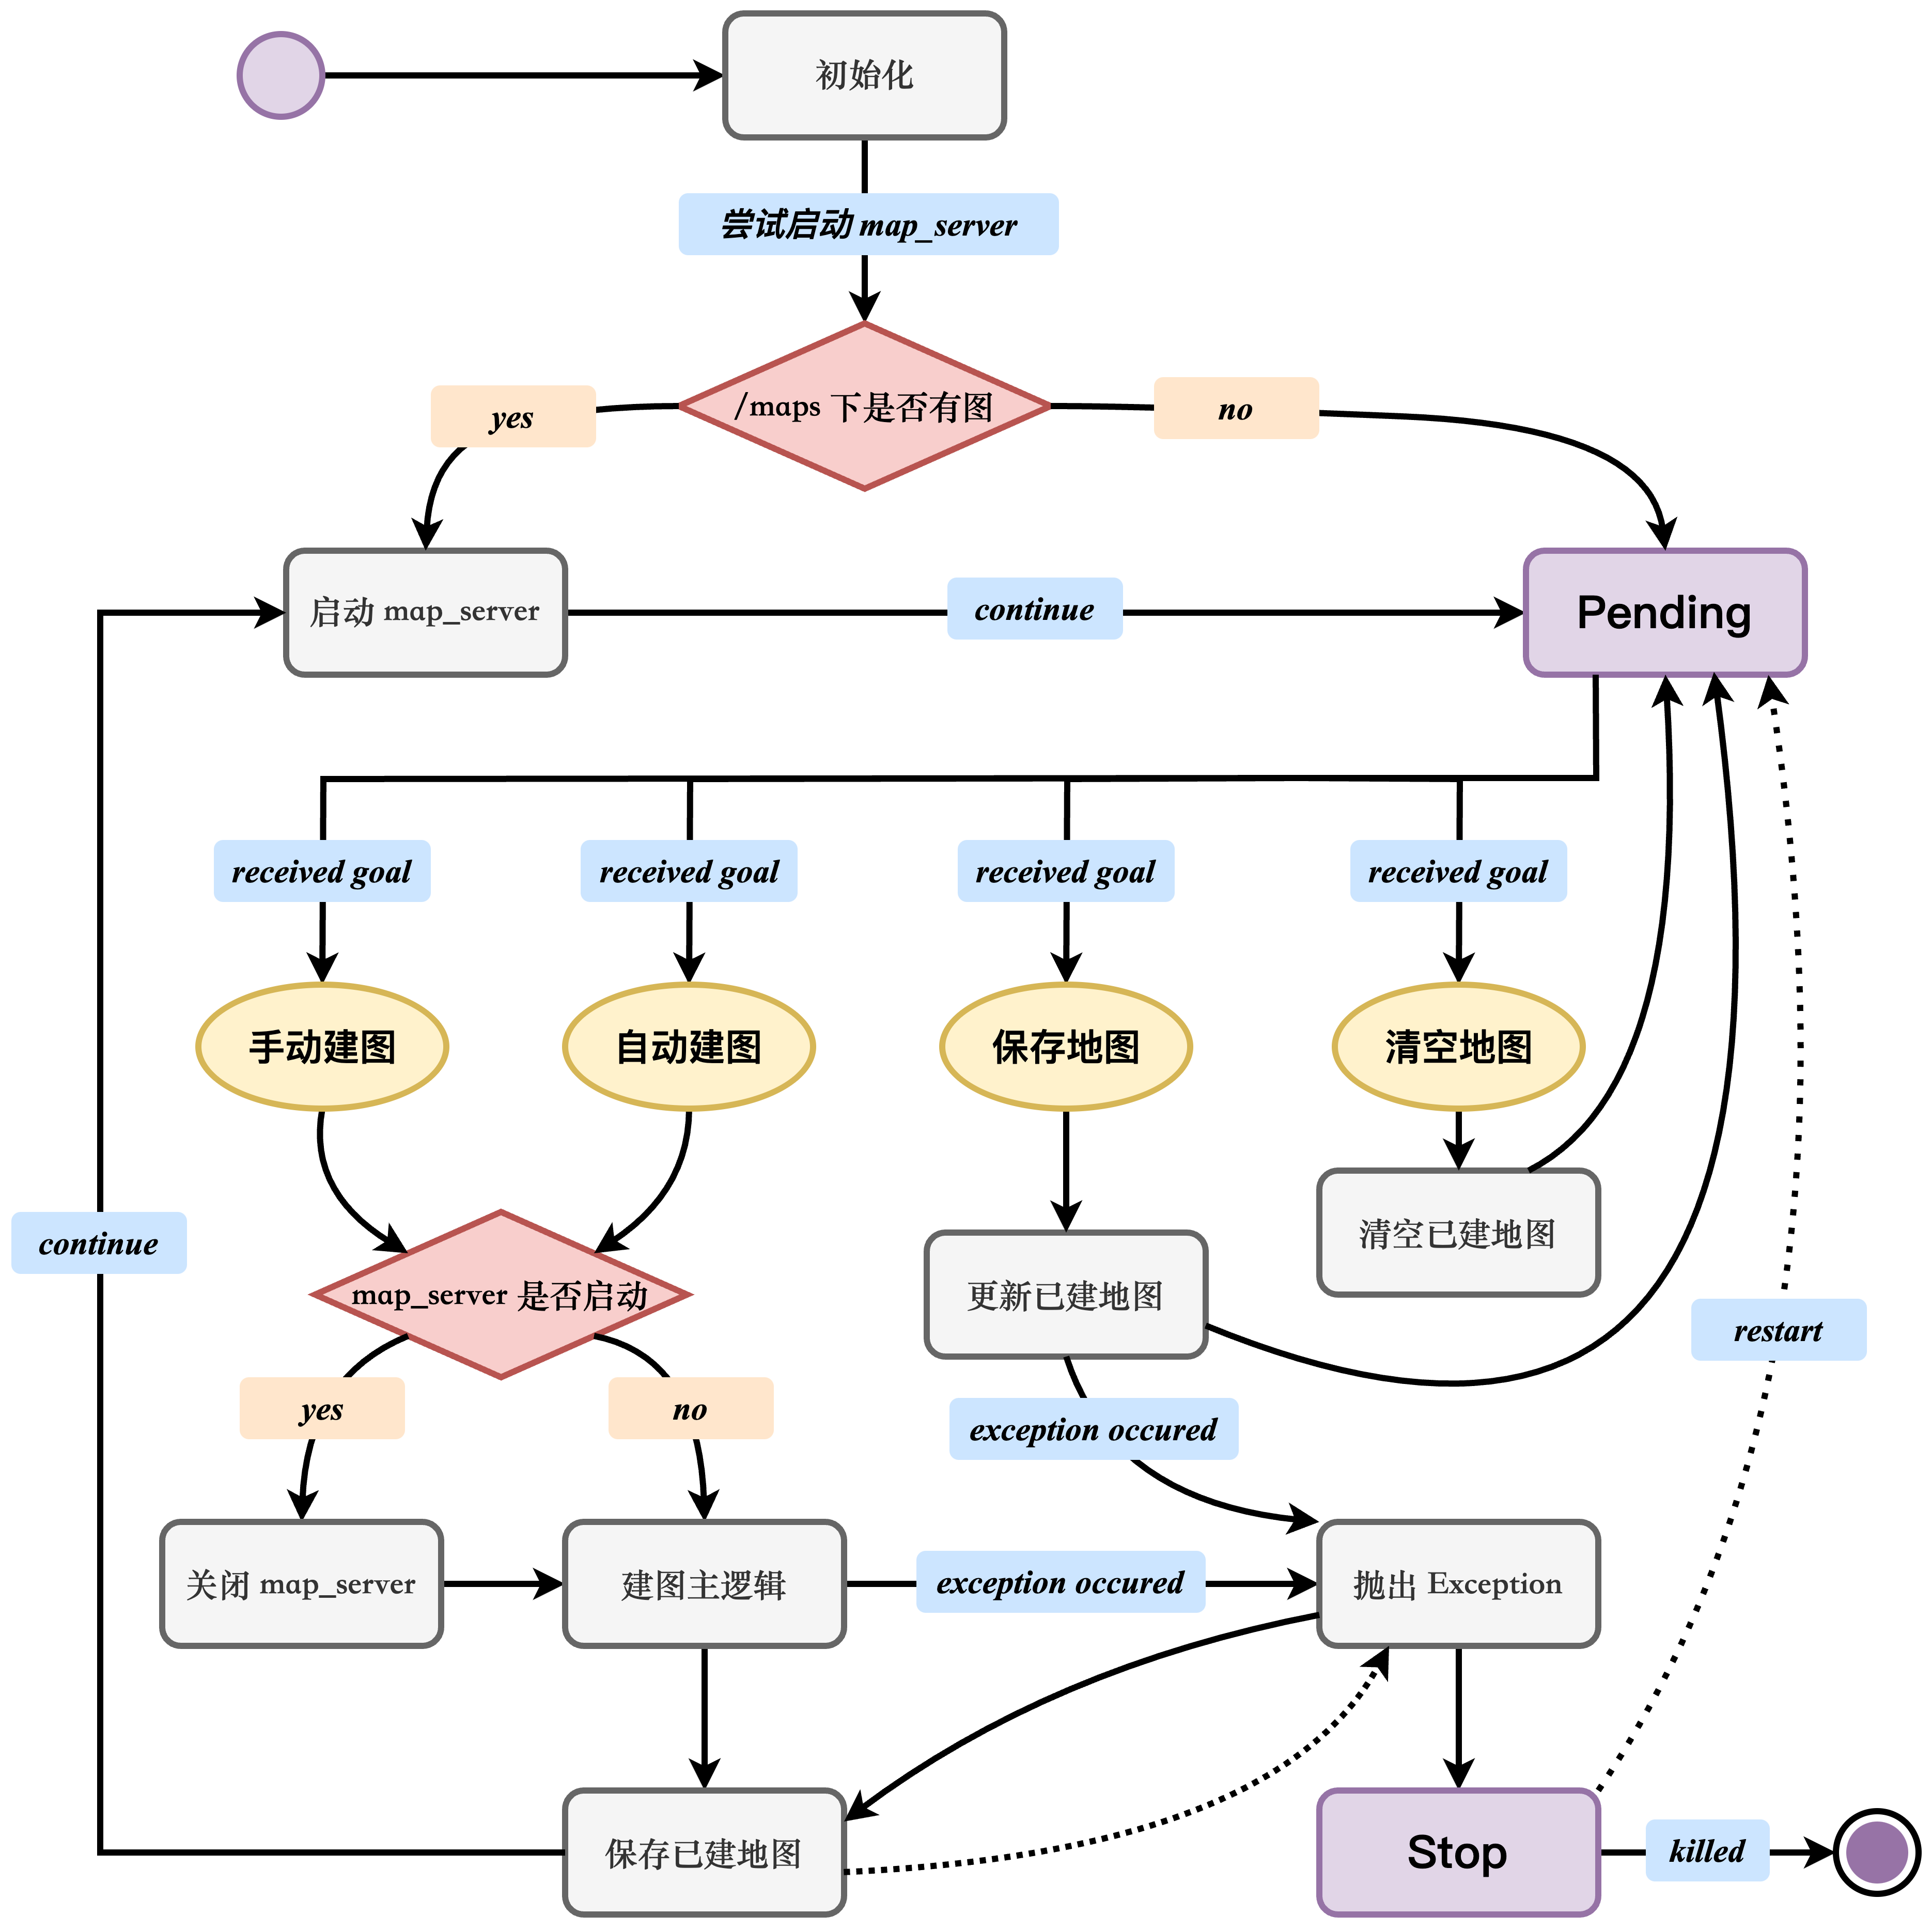 初始化
尝试启动 map_server
/maps 下是否有图
yes
no
启动 map_server
continue
Pending
received goal
received goal
received goal
received goal
手动建图
自动建图
保存地图
清空地图
清空已建地图
continue
map_server 是否启动
更新已建地图
restart
yes
no
exception occured
关闭 map_server
建图主逻辑
exception occured
抛出 Exception
保存已建地图
Stop
killed